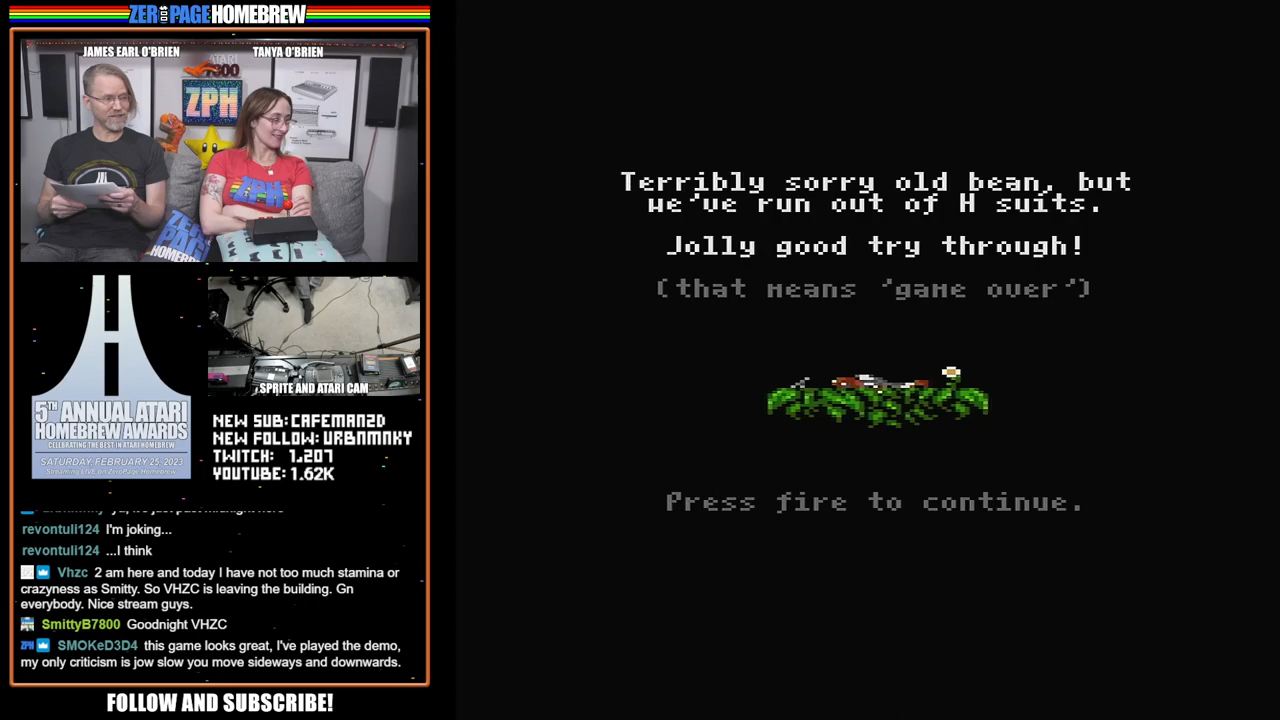 ZEROPAGE HOMEBREW
JAMES EARL O'BRIEN
TANYA O'BRIEN
ZPH
ZPH
SPRITE AND ATARI CAM
5TH ANNUAL ATARI
HOMEBREW AWARDS
CELEBRATING THE BEST IN ATARI HOMEBREW
SATURDAY, FEBRUARY 25, 2023
Streaming LIVE on ZeroPage Homebrew
NEW SUB: CAFEMAN2D
NEW FOLLOW: URBNMNKY
TWITCH: 1,207
YOUTUBE: 1.62K
revontuli124 I'm joking...
revontuli124 ...I think
Vhzc 2 am here and today I have not too much stamina or
crazyness as Smitty. So VHZC is leaving the building. Gn
everybody. Nice stream guys.
SmittyB7800 Goodnight VHZC
SMOKeD3D4 this game looks great, I've played the demo,
my only criticism is jow slow you move sideways and downwards.
FOLLOW AND SUBSCRIBE!
Terribly sorry old bean, but
we've run out of H suits.
Jolly good try through!
(that means 'game over')
Press fire to continue.